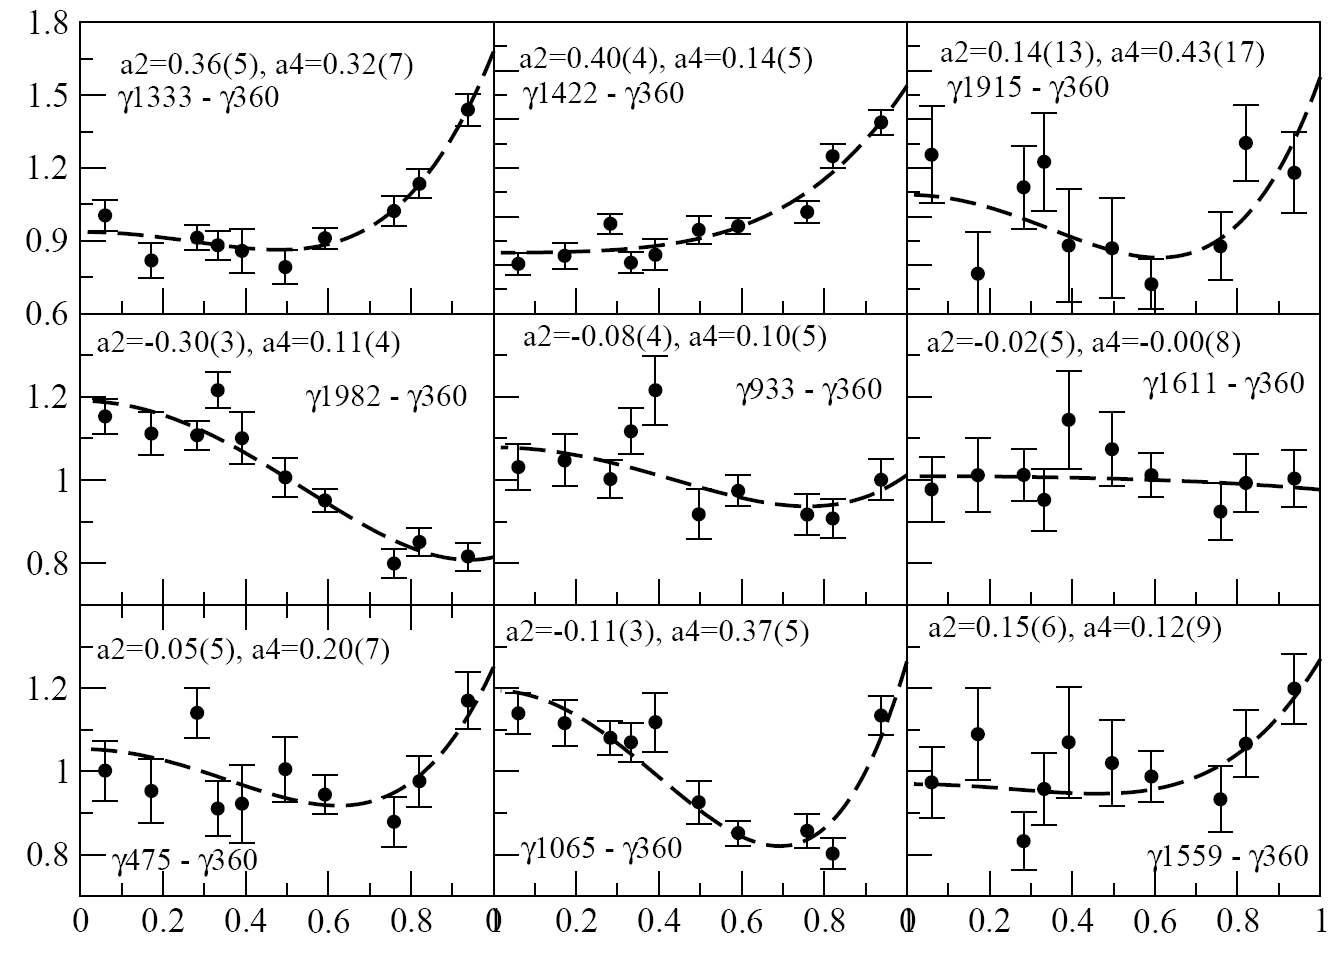 1.8
1.5
1.2
0.9
0.6
a2=0.36(5), a4=0.32(7)
γ1333 - γ360
a2=0.40(4), a4=0.14(5)
γ1422 - γ360
a2=0.14(13), a4=0.43(17)
γ1915 - γ360
1.2
1
0.8
a2=-0.30(3), a4=0.11(4)
γ1982 - γ360
a2=-0.08(4), a4=0.10(5)
γ933 - γ360
a2=-0.02(5), a4=-0.00(8)
γ1611 - γ360
1.2
1
0.8
a2=0.05(5), a4=0.20(7)
γ475 - γ360
a2=-0.11(3), a4=0.37(5)
γ1065 - γ360
a2=0.15(6), a4=0.12(9)
γ1559 - γ360
0 0.2 0.4 0.6 0.8 0 0.2 0.4 0.6 0.8 0 0.2 0.4 0.6 0.8 1